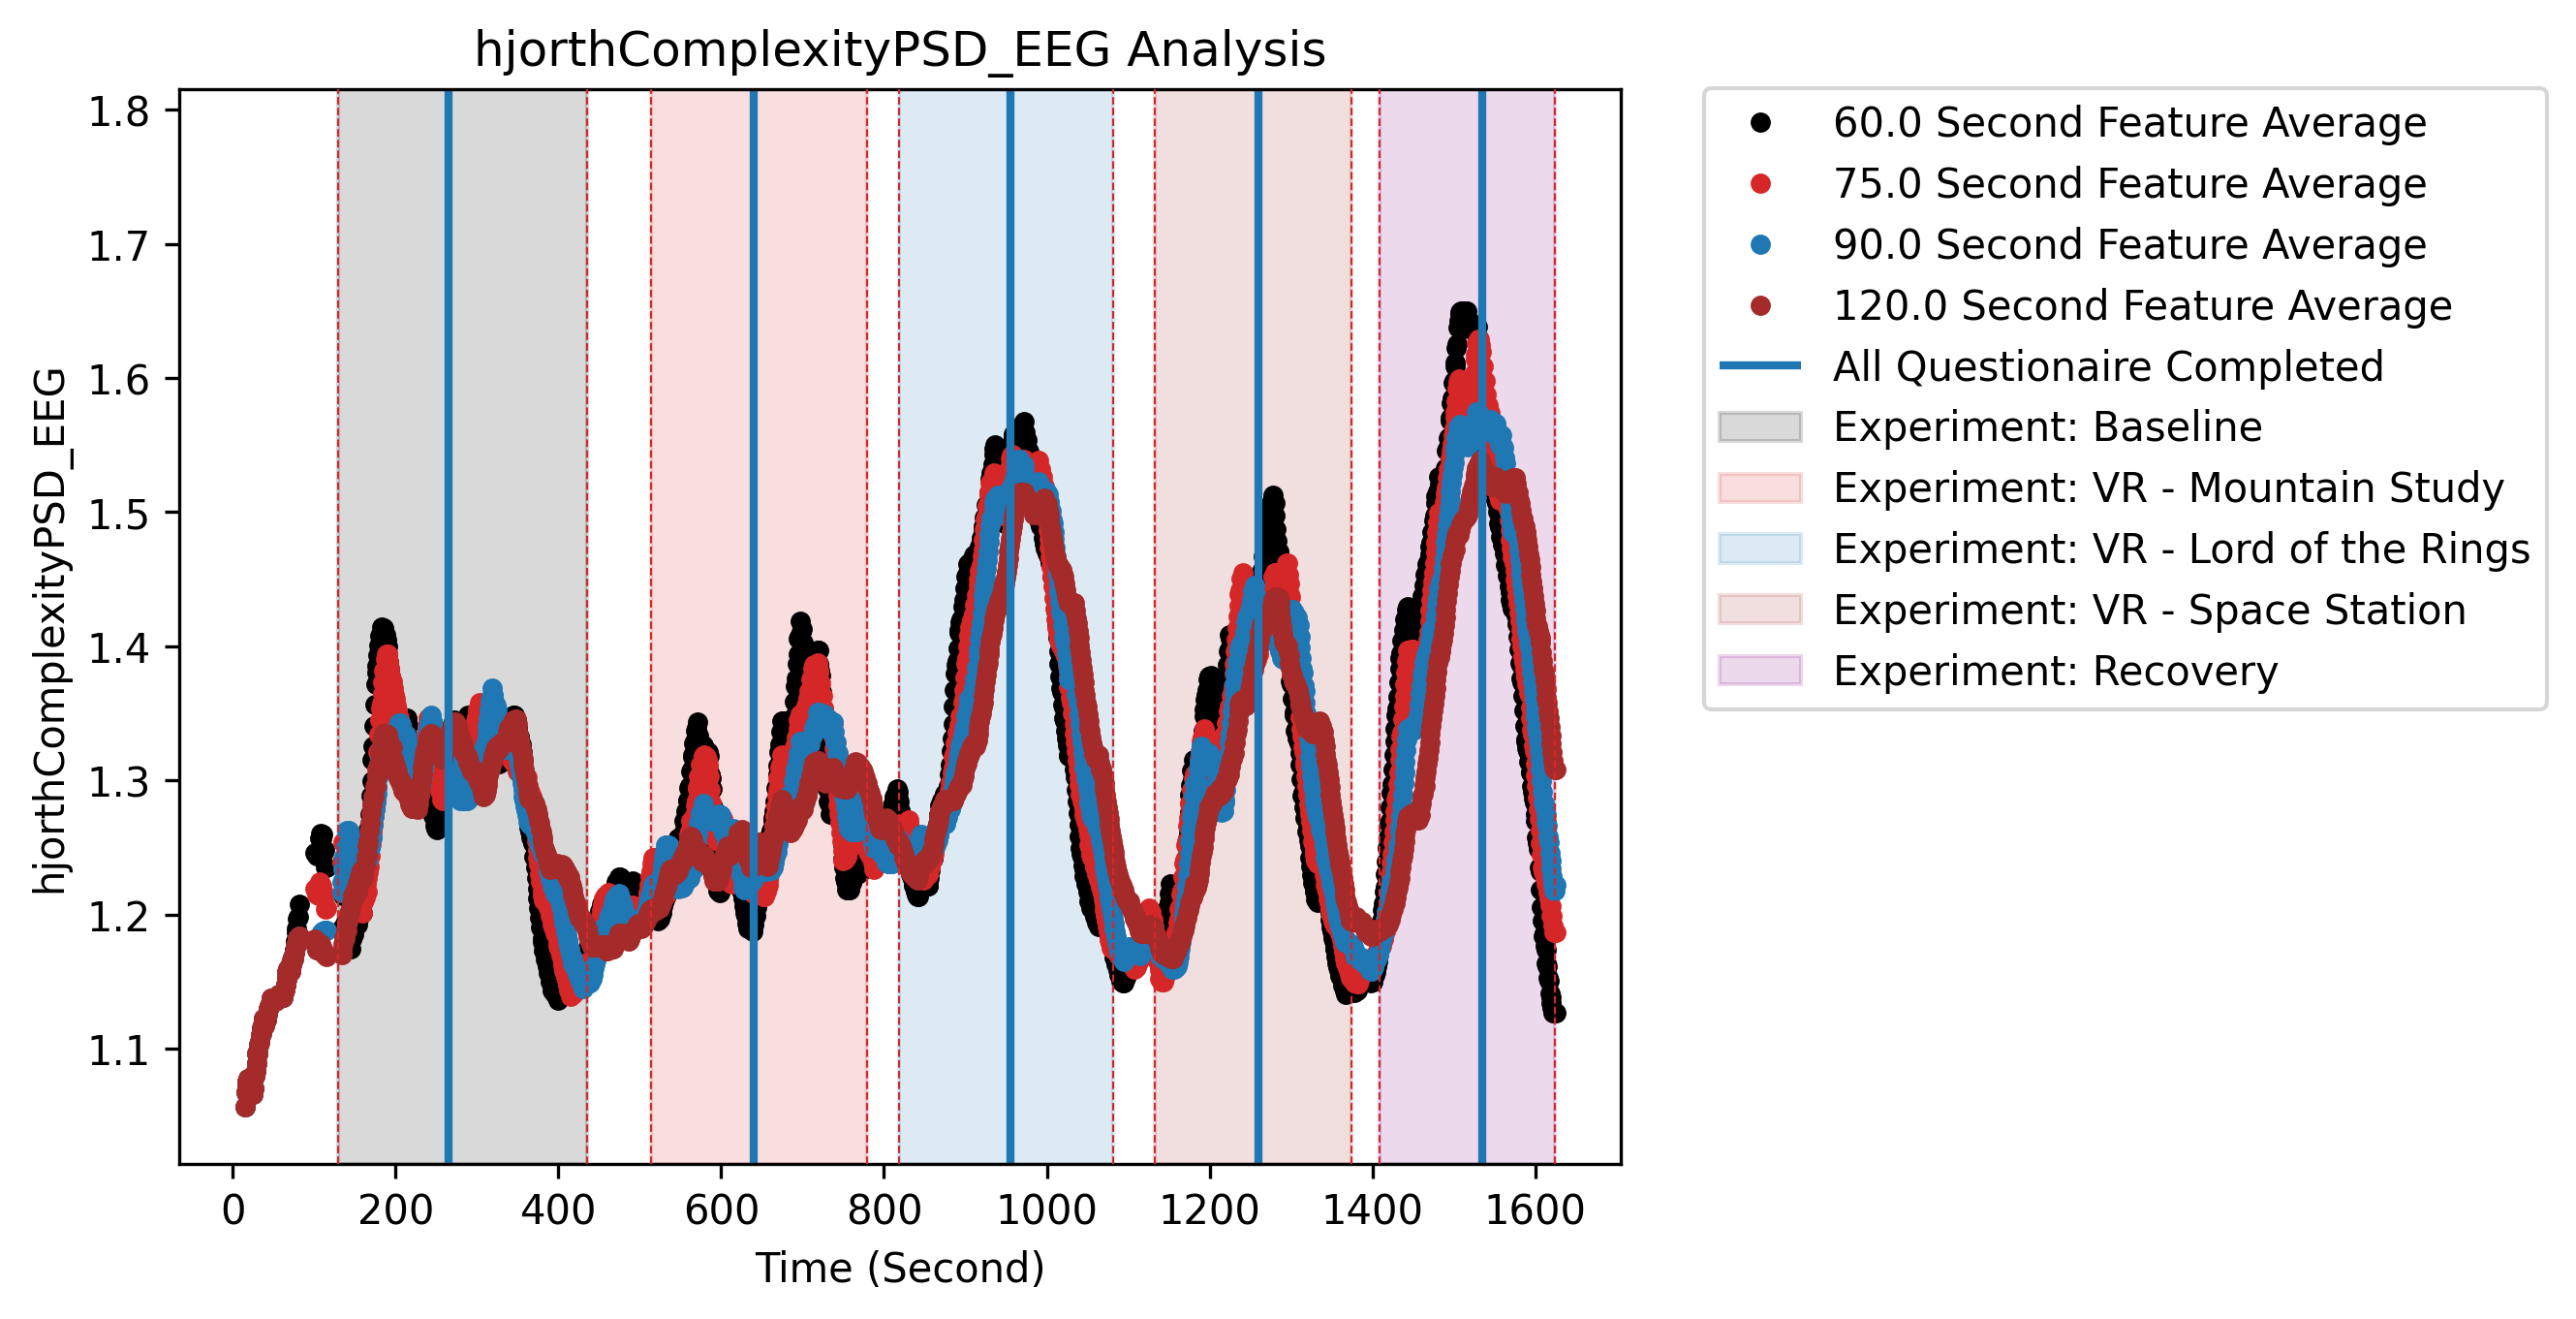 hjorthComplexityPSD_EEG Analysis
hjorthComplexityPSD_EEG
1.8
1.7
1.6
1.5
1.4
1.3
1.2
1.1
0 200 400 600 800 1000 1200 1400 1600
Time (Second)
60.0 Second Feature Average
75.0 Second Feature Average
90.0 Second Feature Average
120.0 Second Feature Average
All Questionaire Completed
Experiment: Baseline
Experiment: VR - Mountain Study
Experiment: VR - Lord of the Rings
Experiment: VR - Space Station
Experiment: Recovery